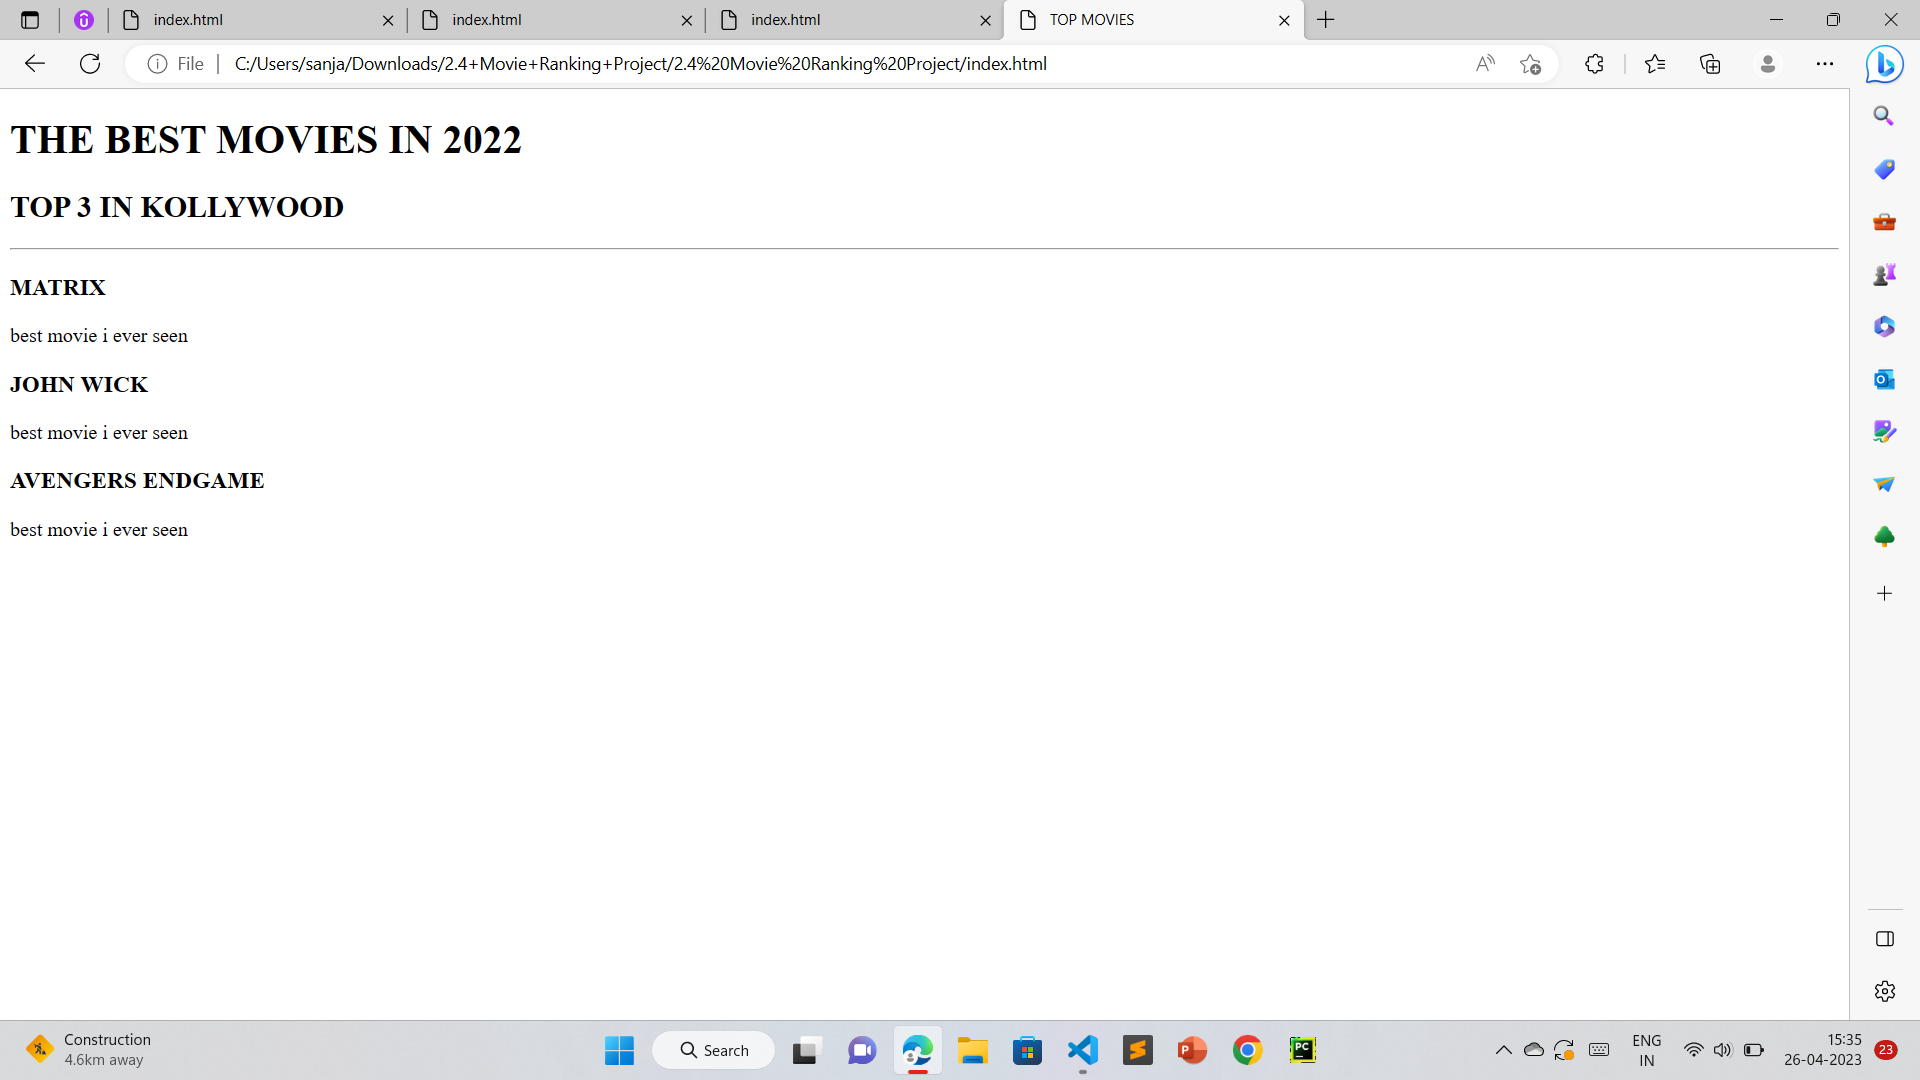 index.html
index.html
index.html
TOP MOVIES
File
C:/Users/sanja/Downloads/2.4+Movie+Ranking+Project/2.4%20Movie%20Ranking%20Project/index.html
THE BEST MOVIES IN 2022
TOP 3 IN KOLLYWOOD
MATRIX
best movie i ever seen
JOHN WICK
best movie i ever seen
AVENGERS ENDGAME
best movie i ever seen
Construction
4.6km away
Search
ENG
IN
15:35
26-04-2023
23